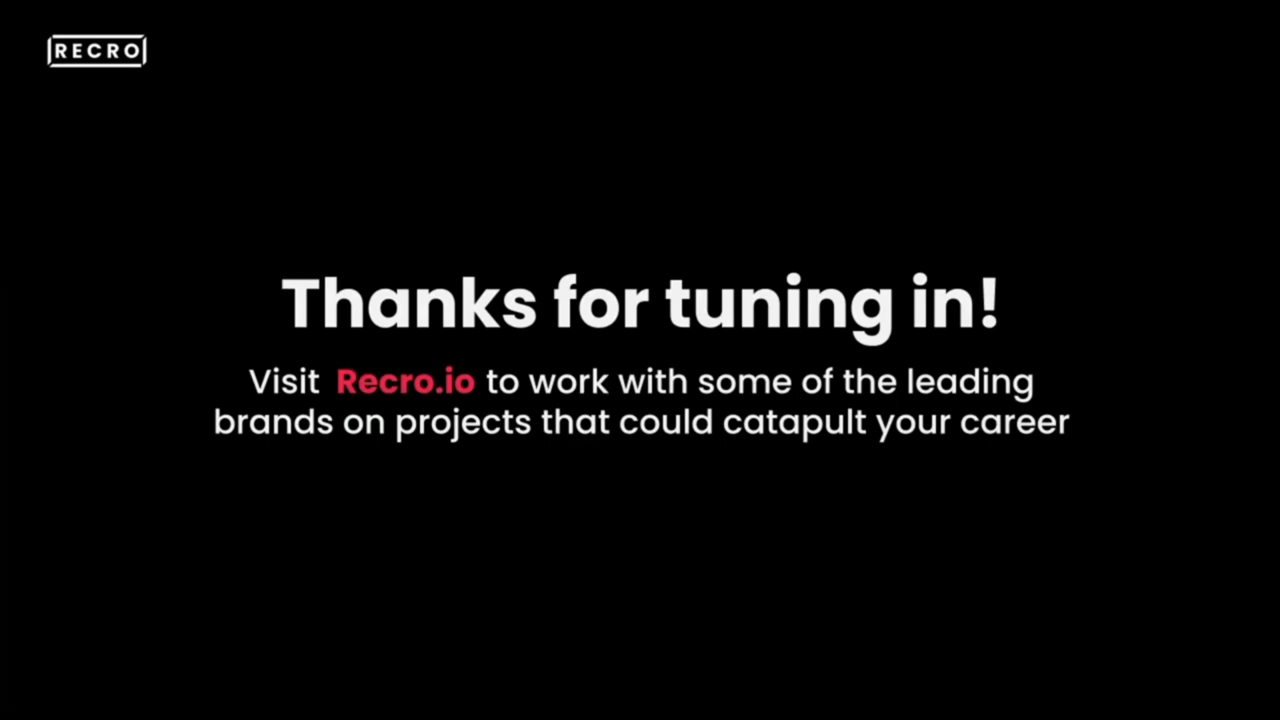 RECRO
Thanks for tuning in!
Visit Recro.io to work with some of the leading
brands on projects that could catapult your career